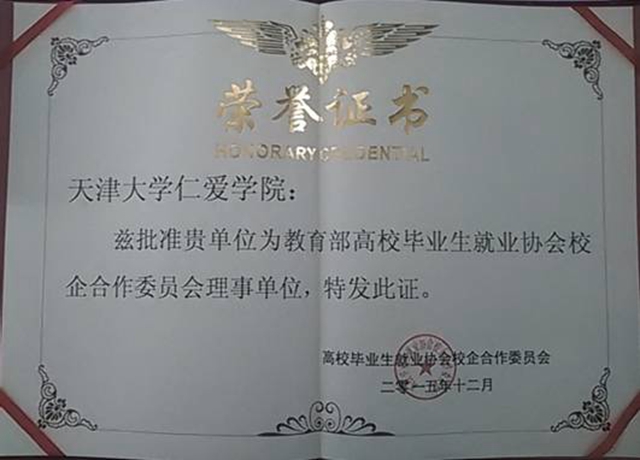 荣誉证书
HONORARY CREDENTIAL
天津大学仁爱学院：
兹批准贵单位为教育部高校毕业生就业协会校
企合作委员会理事单位，特发此证。
高校毕业生就业协会校企合作委员会
二零一五年十二月